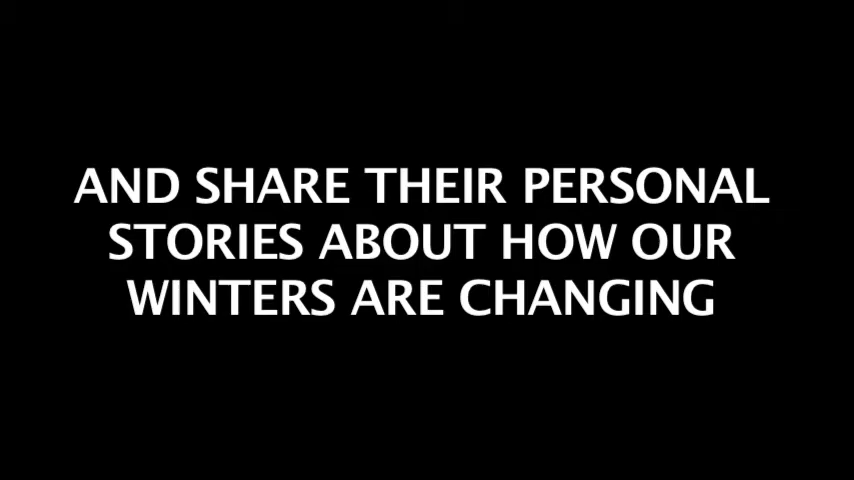 AND SHARE THEIR PERSONAL
STORIES ABOUT HOW OUR
WINTERS ARE CHANGING